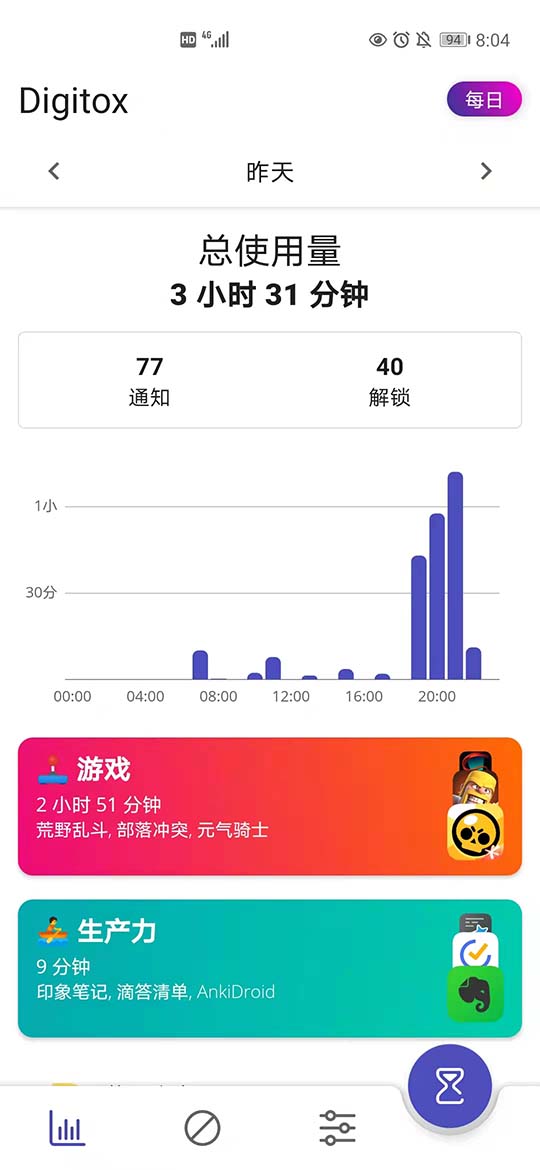 HD 4G 94 8:04
Digitox
每日
昨天
总使用量
3 小时 31 分钟
77
通知
40
解锁
1小
30分
00:00 04:00 08:00 12:00 16:00 20:00
游戏
2 小时 51 分钟
荒野乱斗, 部落冲突, 元气骑士
生产力
9 分钟
印象笔记, 滴答清单, AnkiDroid